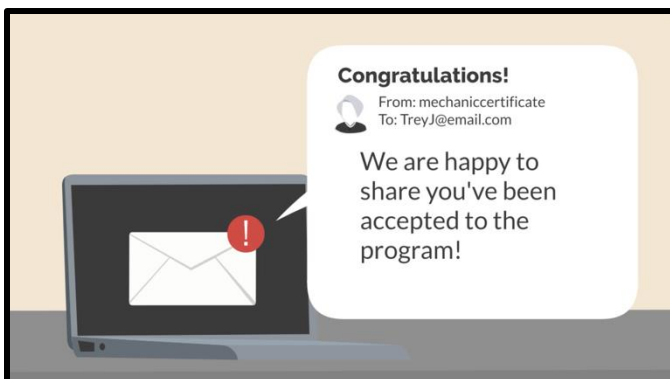 Congratulations!
From: mechaniccertificate
To: TreyJ@email.com
We are happy to
share you've been
accepted to the
program!
!